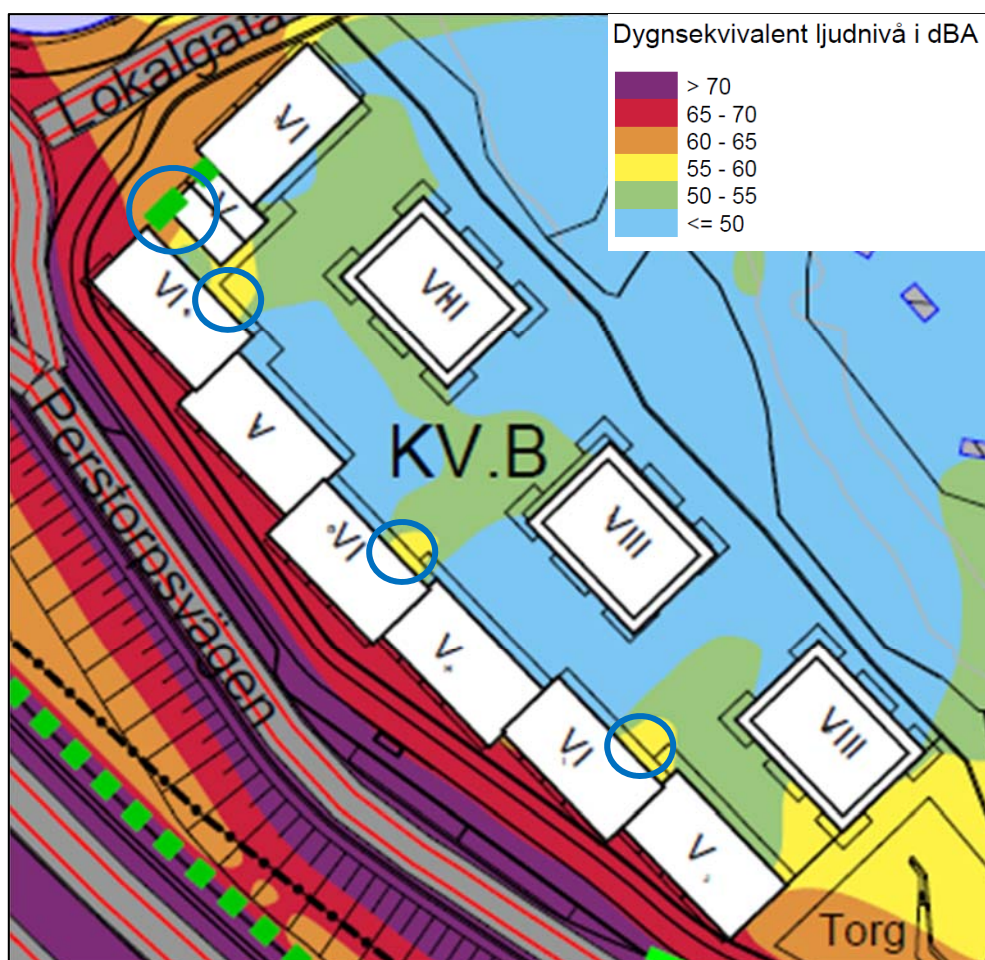 Dygnsekvivalent ljudnivå i dBA
> 70
65 - 70
60 - 65
55 - 60
50 - 55
<= 50
Lokalgata
VI
V
VI
VIII
V
KV.B
VI
VIII
V
Perstorpsvägen
VI
VIII
V
Torg